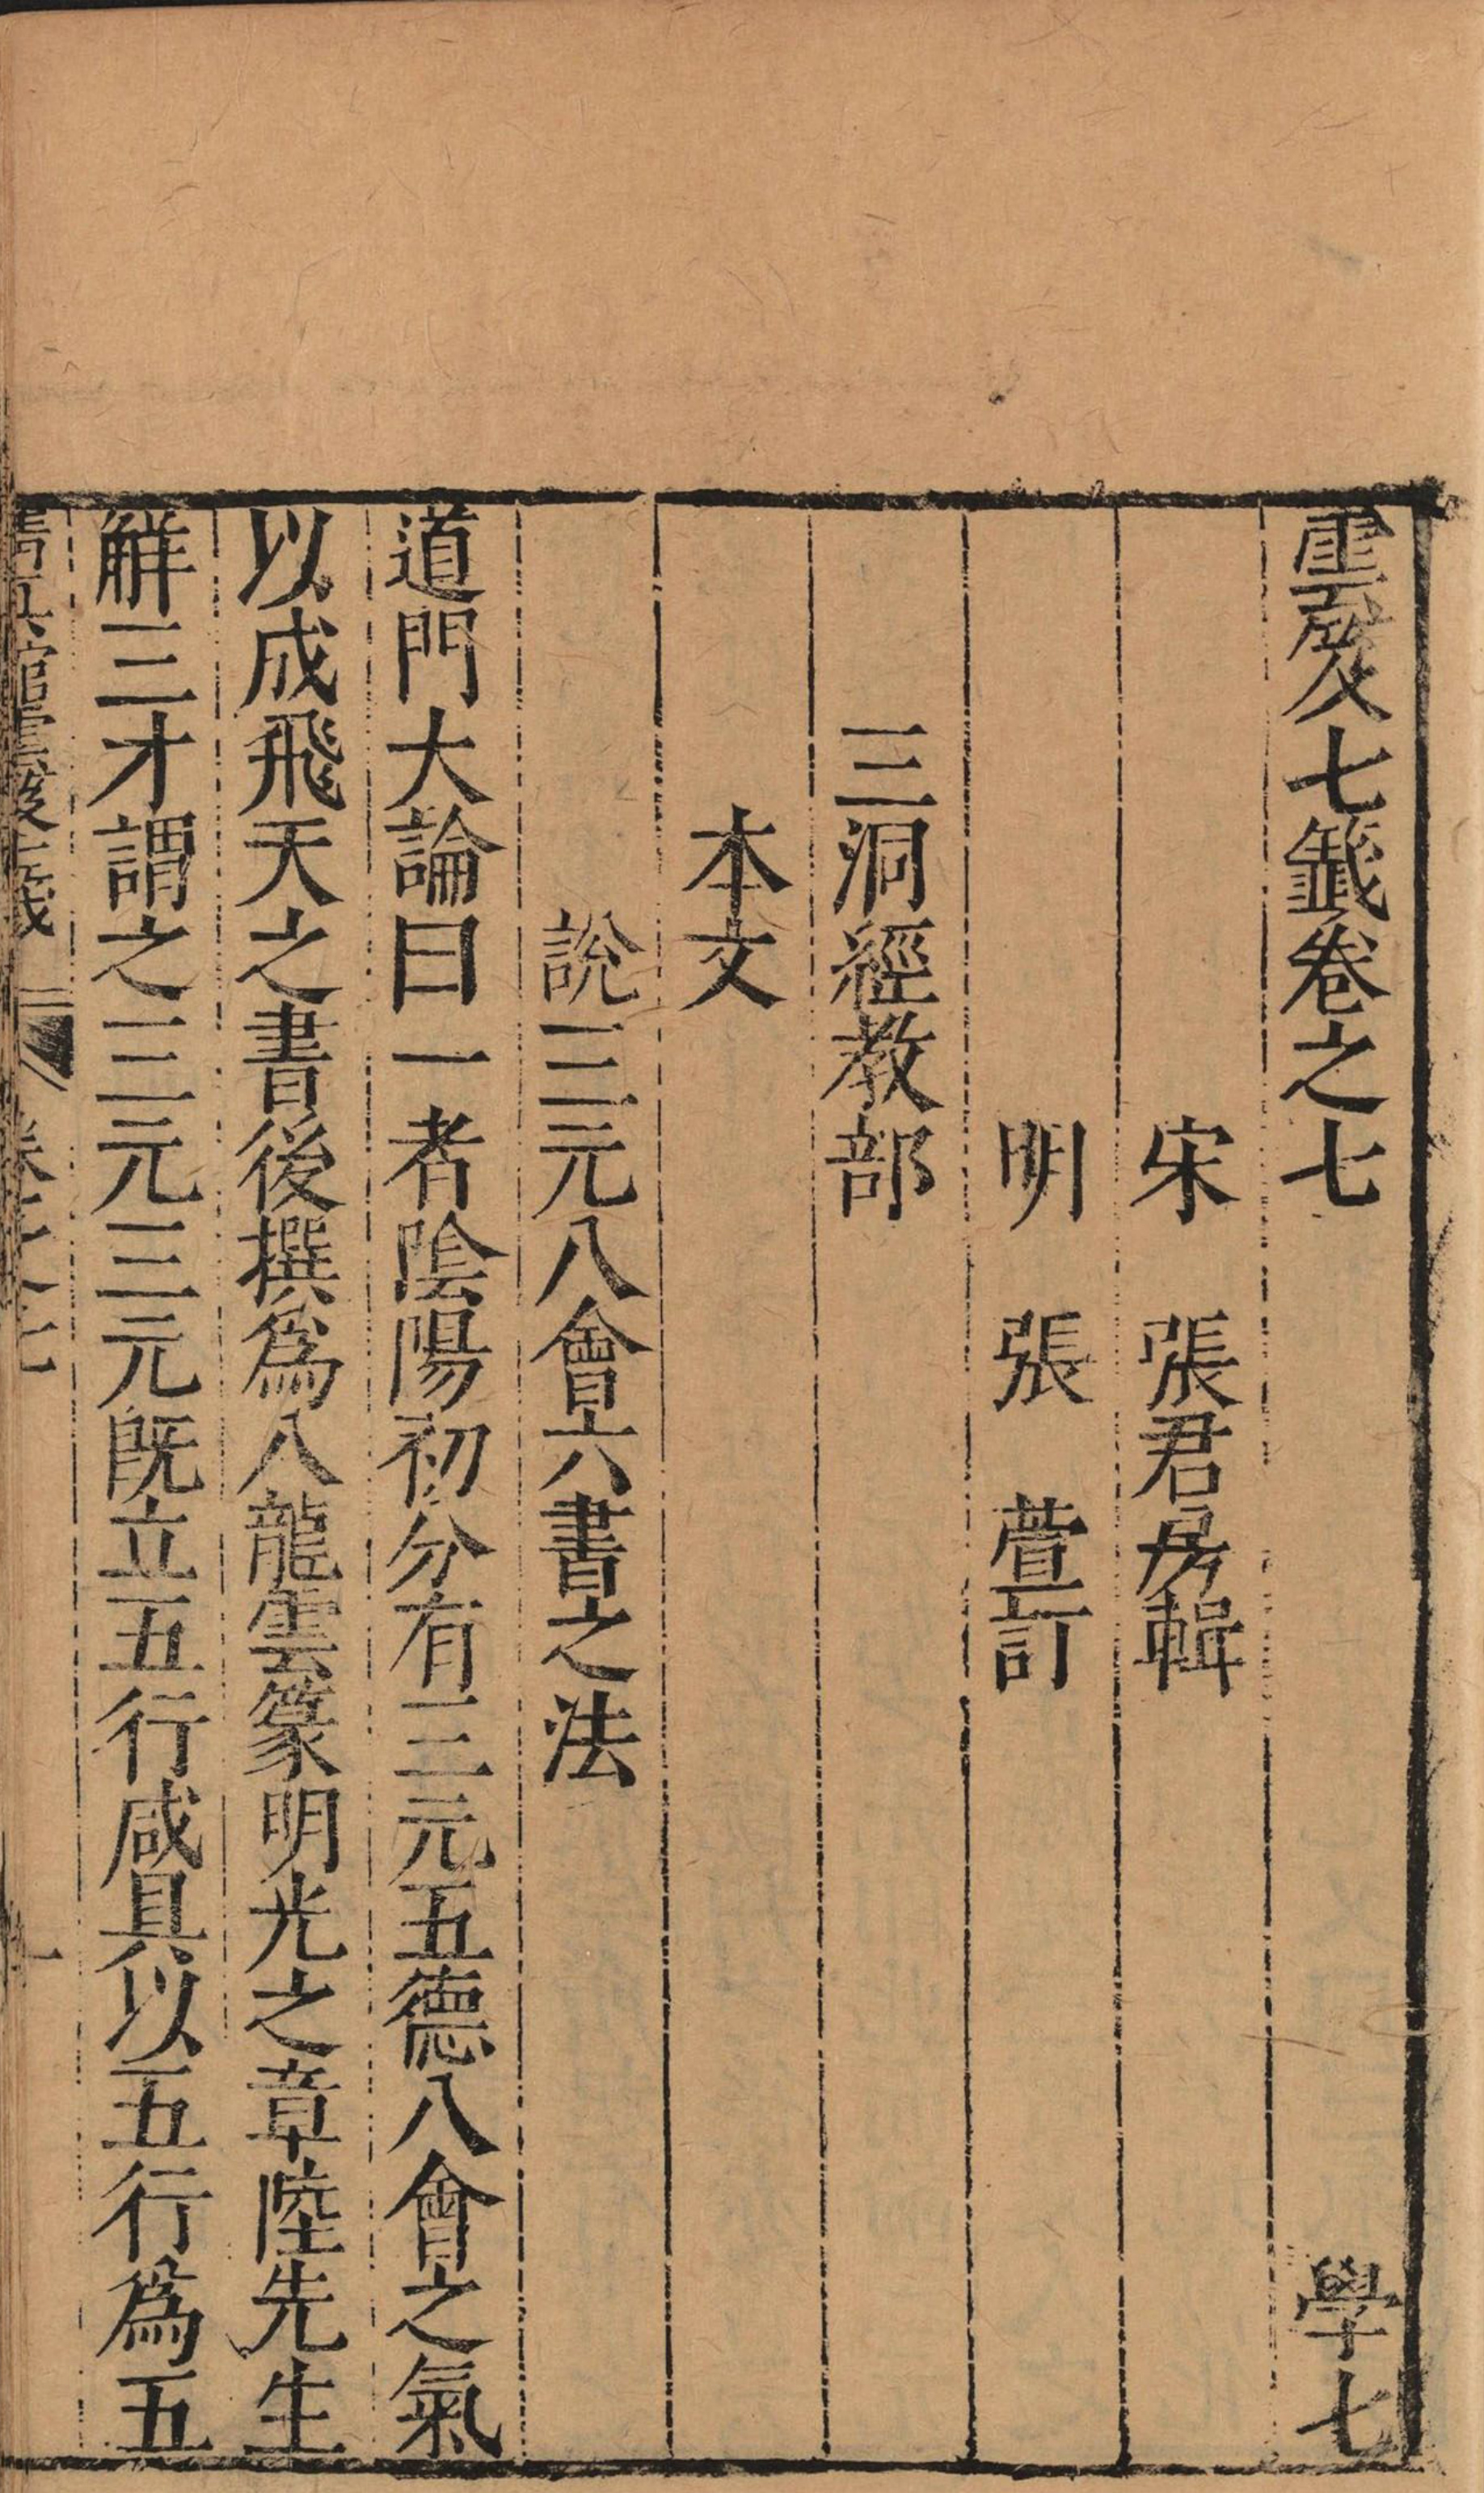 雲笈七籤卷之七 學七
宋 張君房輯
明 張 萱訂
三洞經教部
本文
說三元八會六書之法
道門大論曰一者陰陽初分有三元五德八會之氣
以成飛天之書後撰爲八龍雲篆明光之章陸先生
解三才謂之三元三元既立五行咸具以五行爲五
卷之七 一